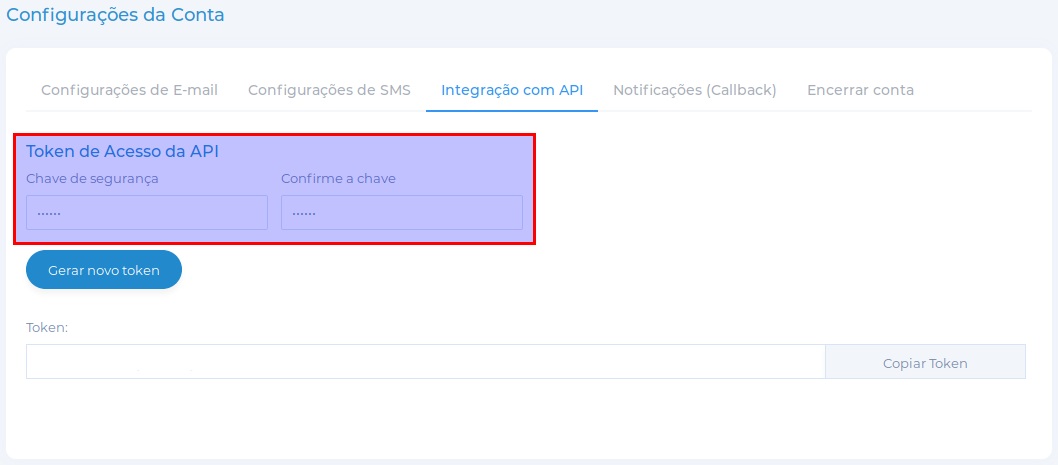 Configurações da Conta
Configurações de E-mail Configurações de SMS Integração com API Notificações (Callback) Encerrar conta
Token de Acesso da API
Chave de segurança Confirme a chave
...... ......
Gerar novo token
Token:
Copiar Token